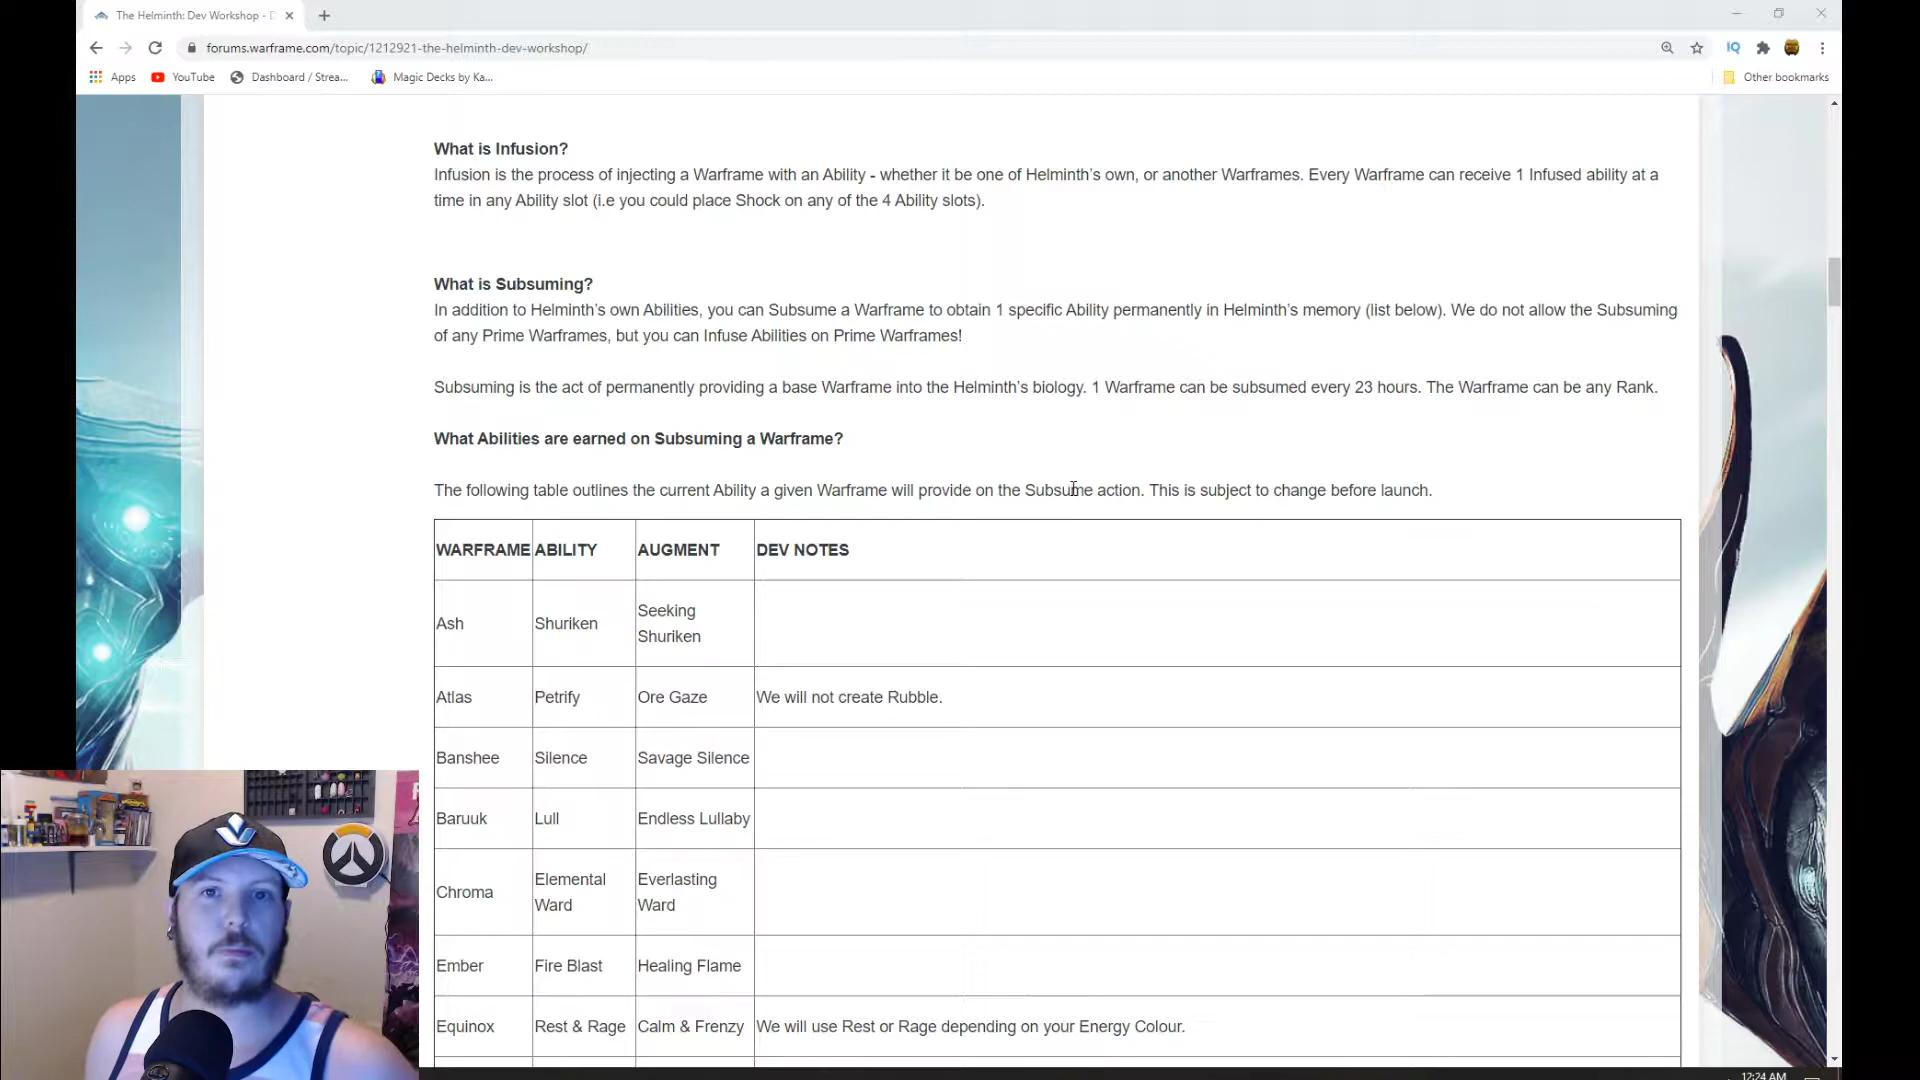 The Helminth: Dev Workshop - D
forums.warframe.com/topic/1212921-the-helminth-dev-workshop/
IQ
Apps YouTube Dashboard / Strea... Magic Decks by Ka... Other bookmarks
What is Infusion?
Infusion is the process of injecting a Warframe with an Ability - whether it be one of Helminth's own, or another Warframes. Every Warframe can receive 1 Infused ability at a
time in any Ability slot (i.e you could place Shock on any of the 4 Ability slots).
What is Subsuming?
In addition to Helminth's own Abilities, you can Subsume a Warframe to obtain 1 specific Ability permanently in Helminth's memory (list below). We do not allow the Subsuming
of any Prime Warframes, but you can Infuse Abilities on Prime Warframes!
Subsuming is the act of permanently providing a base Warframe into the Helminth's biology. 1 Warframe can be subsumed every 23 hours. The Warframe can be any Rank.
What Abilities are earned on Subsuming a Warframe?
The following table outlines the current Ability a given Warframe will provide on the Subsume action. This is subject to change before launch.
WARFRAME ABILITY AUGMENT DEV NOTES
Ash Shuriken Seeking
Shuriken
Atlas Petrify Ore Gaze We will not create Rubble.
Banshee Silence Savage Silence
Baruuk Lull Endless Lullaby
Chroma Elemental Everlasting
Ward Ward
Ember Fire Blast Healing Flame
Equinox Rest & Rage Calm & Frenzy We will use Rest or Rage depending on your Energy Colour.
12:24 AM